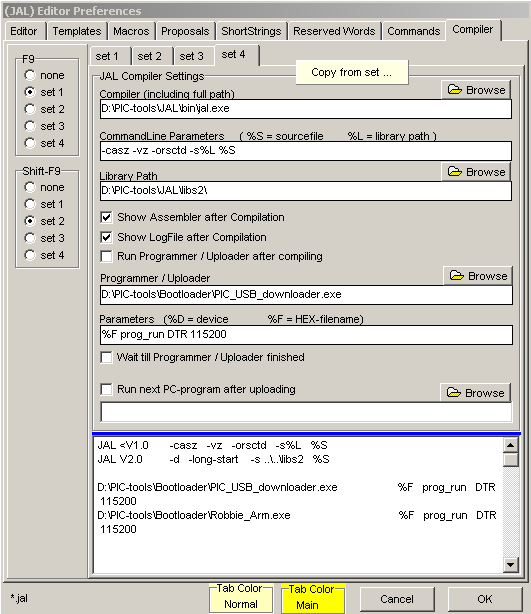 (JAL) Editor Preferences
Editor Templates Macros Proposals ShortStrings Reserved Words Commands Compiler
F9
none
set 1
set 2
set 3
set 4
Shift-F9
none
set 1
set 2
set 3
set 4
set 1 set 2 set 3 set 4
JAL Compiler Settings
Copy from set ...
Compiler (including full path)
Browse
D:\PIC-tools\JAL\bin\jal.exe
CommandLine Parameters ( %S = sourcefile %L = library path )
-casz -vz -orsctd -s%L %S
Library Path
Browse
D:\PIC-tools\JAL\libs2\
Show Assembler after Compilation
Show LogFile after Compilation
Run Programmer / Uploader after compiling
Programmer / Uploader
Browse
D:\PIC-tools\Bootloader\PIC_USB_downloader.exe
Parameters (%D = device %F = HEX-filename)
%F prog_run DTR 115200
Wait till Programmer / Uploader finished
Run next PC-program after uploading
Browse
JAL <V1.0 -casz -vz -orsctd -s%L %S
JAL V2.0 -d -long-start -s ..\..\libs2 %S
D:\PIC-tools\Bootloader\PIC_USB_downloader.exe %F prog_run DTR
115200
D:\PIC-tools\Bootloader\Robbie_Arm.exe %F prog_run DTR
115200
*.jal
Tab Color
Normal
Tab Color
Main
Cancel
OK